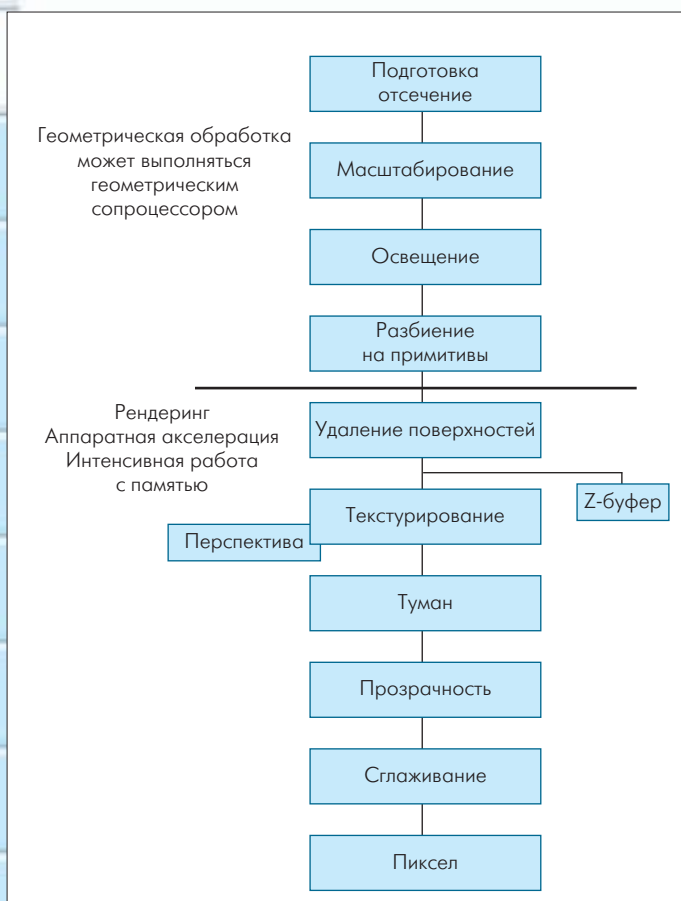 Подготовка
отсечение
Геометрическая обработка
может выполняться
геометрическим
сопроцессором
Масштабирование
Освещение
Разбиение
на примитивы
Рендеринг
Аппаратная акселерация
Интенсивная работа
с памятью
Удаление поверхностей
Z-буфер
Текстурирование
Перспектива
Туман
Прозрачность
Сглаживание
Пиксел